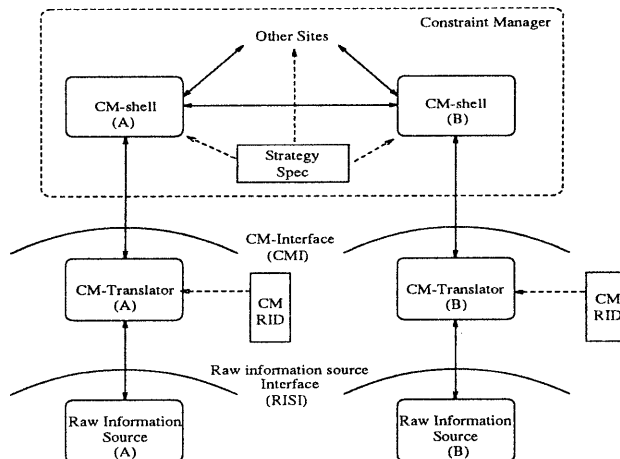 Constraint Manager
Other Sites
CM-shell
(A)
CM-shell
(B)
Strategy
Spec
CM-Interface
(CMI)
CM-Translator
(A)
CM
RID
CM-Translator
(B)
CM
RID
Raw information source
Interface
(RISI)
Raw Information
Source
(A)
Raw Information
Source
(B)